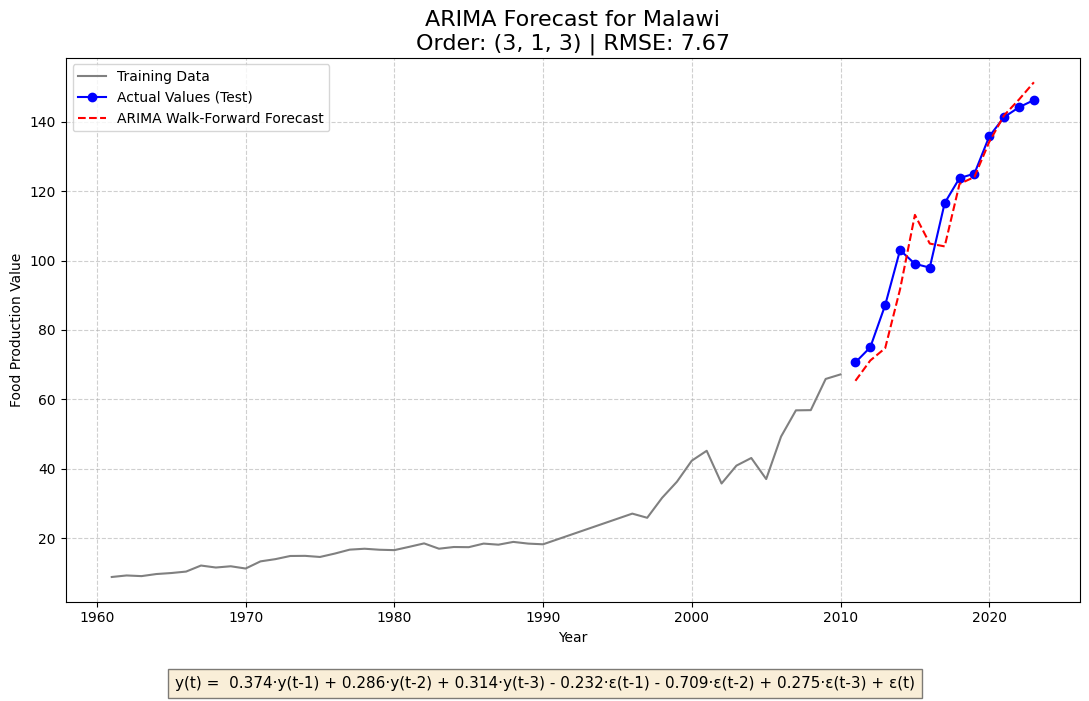 ARIMA Forecast for Malawi
Order: (3, 1, 3) | RMSE: 7.67
Training Data
Actual Values (Test)
ARIMA Walk-Forward Forecast
Food Production Value
140
120
100
80
60
40
20
1960 1970 1980 1990 2000 2010 2020
Year
y(t) =  0.374·y(t-1) + 0.286·y(t-2) + 0.314·y(t-3) - 0.232·ε(t-1) - 0.709·ε(t-2) + 0.275·ε(t-3) + ε(t)